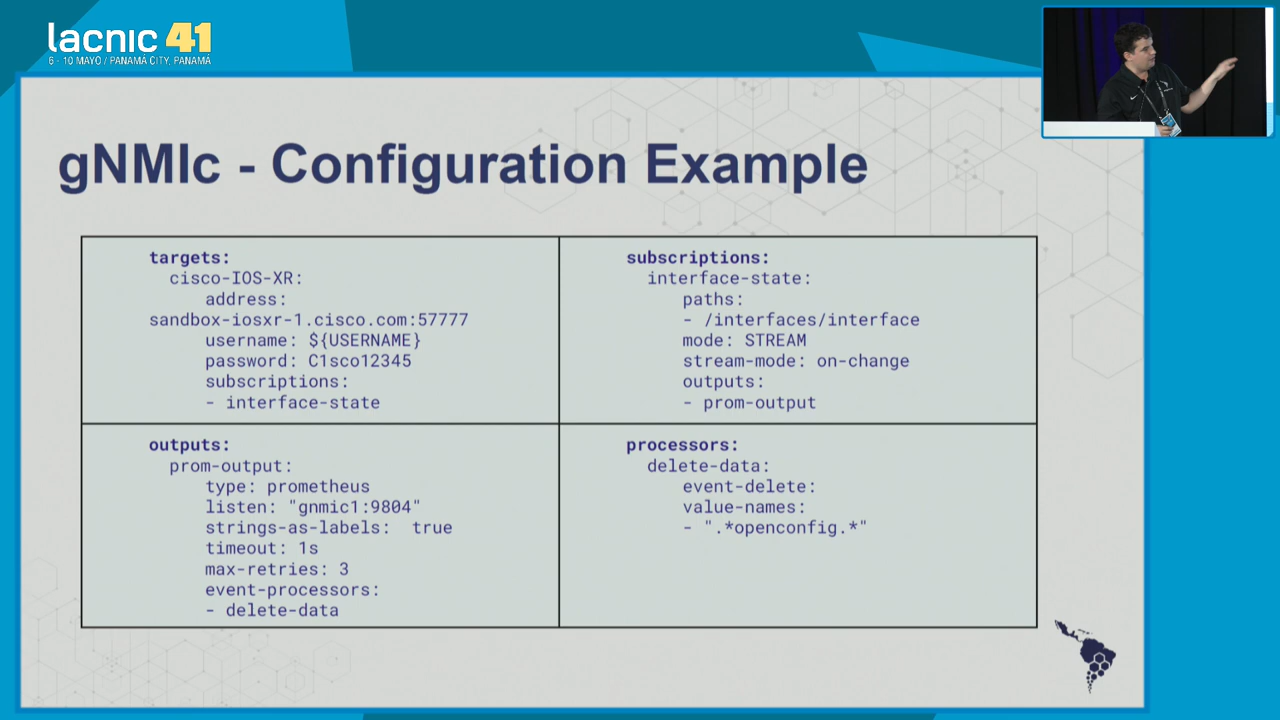 lacnic 41
6 - 10 MAYO / PANAMÁ CITY, PANAMÁ
gNMIc - Configuration Example
targets:
cisco-IOS-XR:
address:
sandbox-iosxr-1.cisco.com:57777
username: ${USERNAME}
password: C1sco12345
subscriptions:
- interface-state
subscriptions:
interface-state:
paths:
- /interfaces/interface
mode: STREAM
stream-mode: on-change
outputs:
- prom-output
outputs:
prom-output:
type: prometheus
listen: "gnmic1:9804"
strings-as-labels: true
timeout: 1s
max-retries: 3
event-processors:
- delete-data
processors:
delete-data:
event-delete:
value-names:
- ".*openconfig.*"